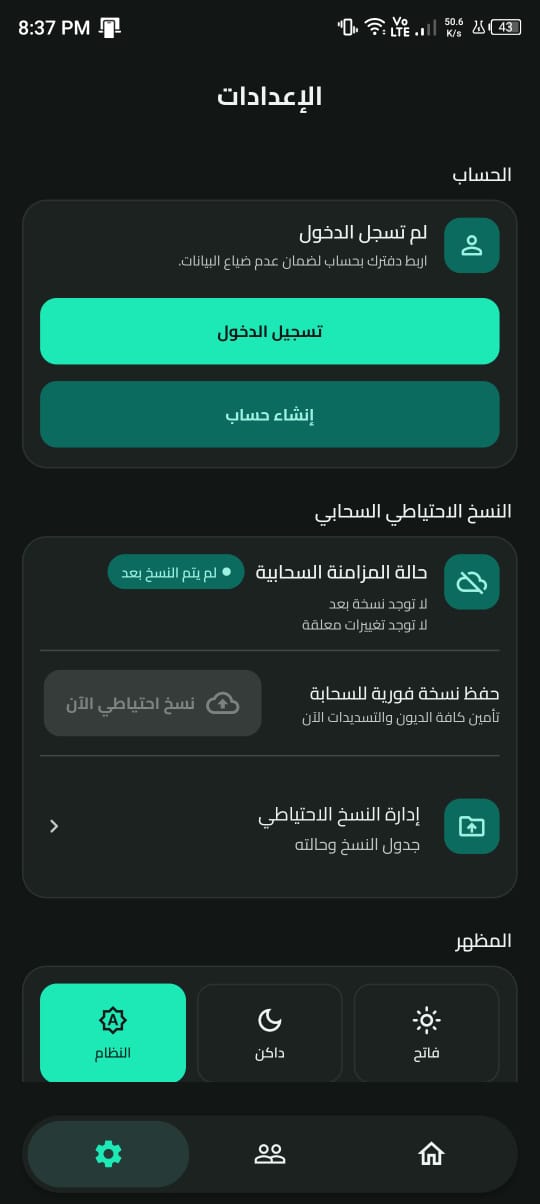 8:37 PM
Vo LTE
50.6 K/s
43
الإعدادات
الحساب
لم تسجل الدخول
اربط دفترك بحساب لضمان عدم ضياع البيانات.
تسجيل الدخول
إنشاء حساب
النسخ الاحتياطي السحابي
حالة المزامنة السحابية
لم يتم النسخ بعد
لا توجد نسخة بعد
لا توجد تغييرات معلقة
حفظ نسخة فورية للسحابة
تأمين كافة الديون والتسديدات الآن
نسخ احتياطي الآن
إدارة النسخ الاحتياطي
جدول النسخ وحالته
المظهر
فاتح
داكن
A
النظام